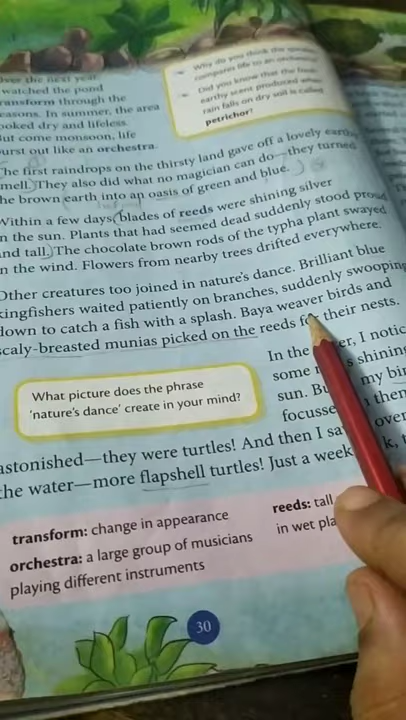 over the next year,
watched the pond
transform through the
seasons. In summer, the area
looked dry and lifeless.
But come monsoon, life
burst out like an orchestra.
Why do you think the speaker
compares life to an orchestra?
Did you know that the fresh
earthy scent produced when
rain falls on dry soil is called
petrichor!
The first raindrops on the thirsty land gave off a lovely earthy
smell. They also did what no magician can do—they turned
the brown earth into an oasis of green and blue.
Within a few days, blades of reeds were shining silver
in the sun. Plants that had seemed dead suddenly stood proud
and tall. The chocolate brown rods of the typha plant swayed
in the wind. Flowers from nearby trees drifted everywhere.
Other creatures too joined in nature's dance. Brilliant blue
kingfishers waited patiently on branches, suddenly swooping
down to catch a fish with a splash. Baya weaver birds and
scaly-breasted munias picked on the reeds for their nests.
What picture does the phrase
'nature's dance' create in your mind?
In the er, I notic
some shining
sun. Bu my bin
focusse then
astonished—they were turtles! And then I sa over
the water—more flapshell turtles! Just a week
transform: change in appearance
orchestra: a large group of musicians
playing different instruments
reeds: tall
in wet pla
30